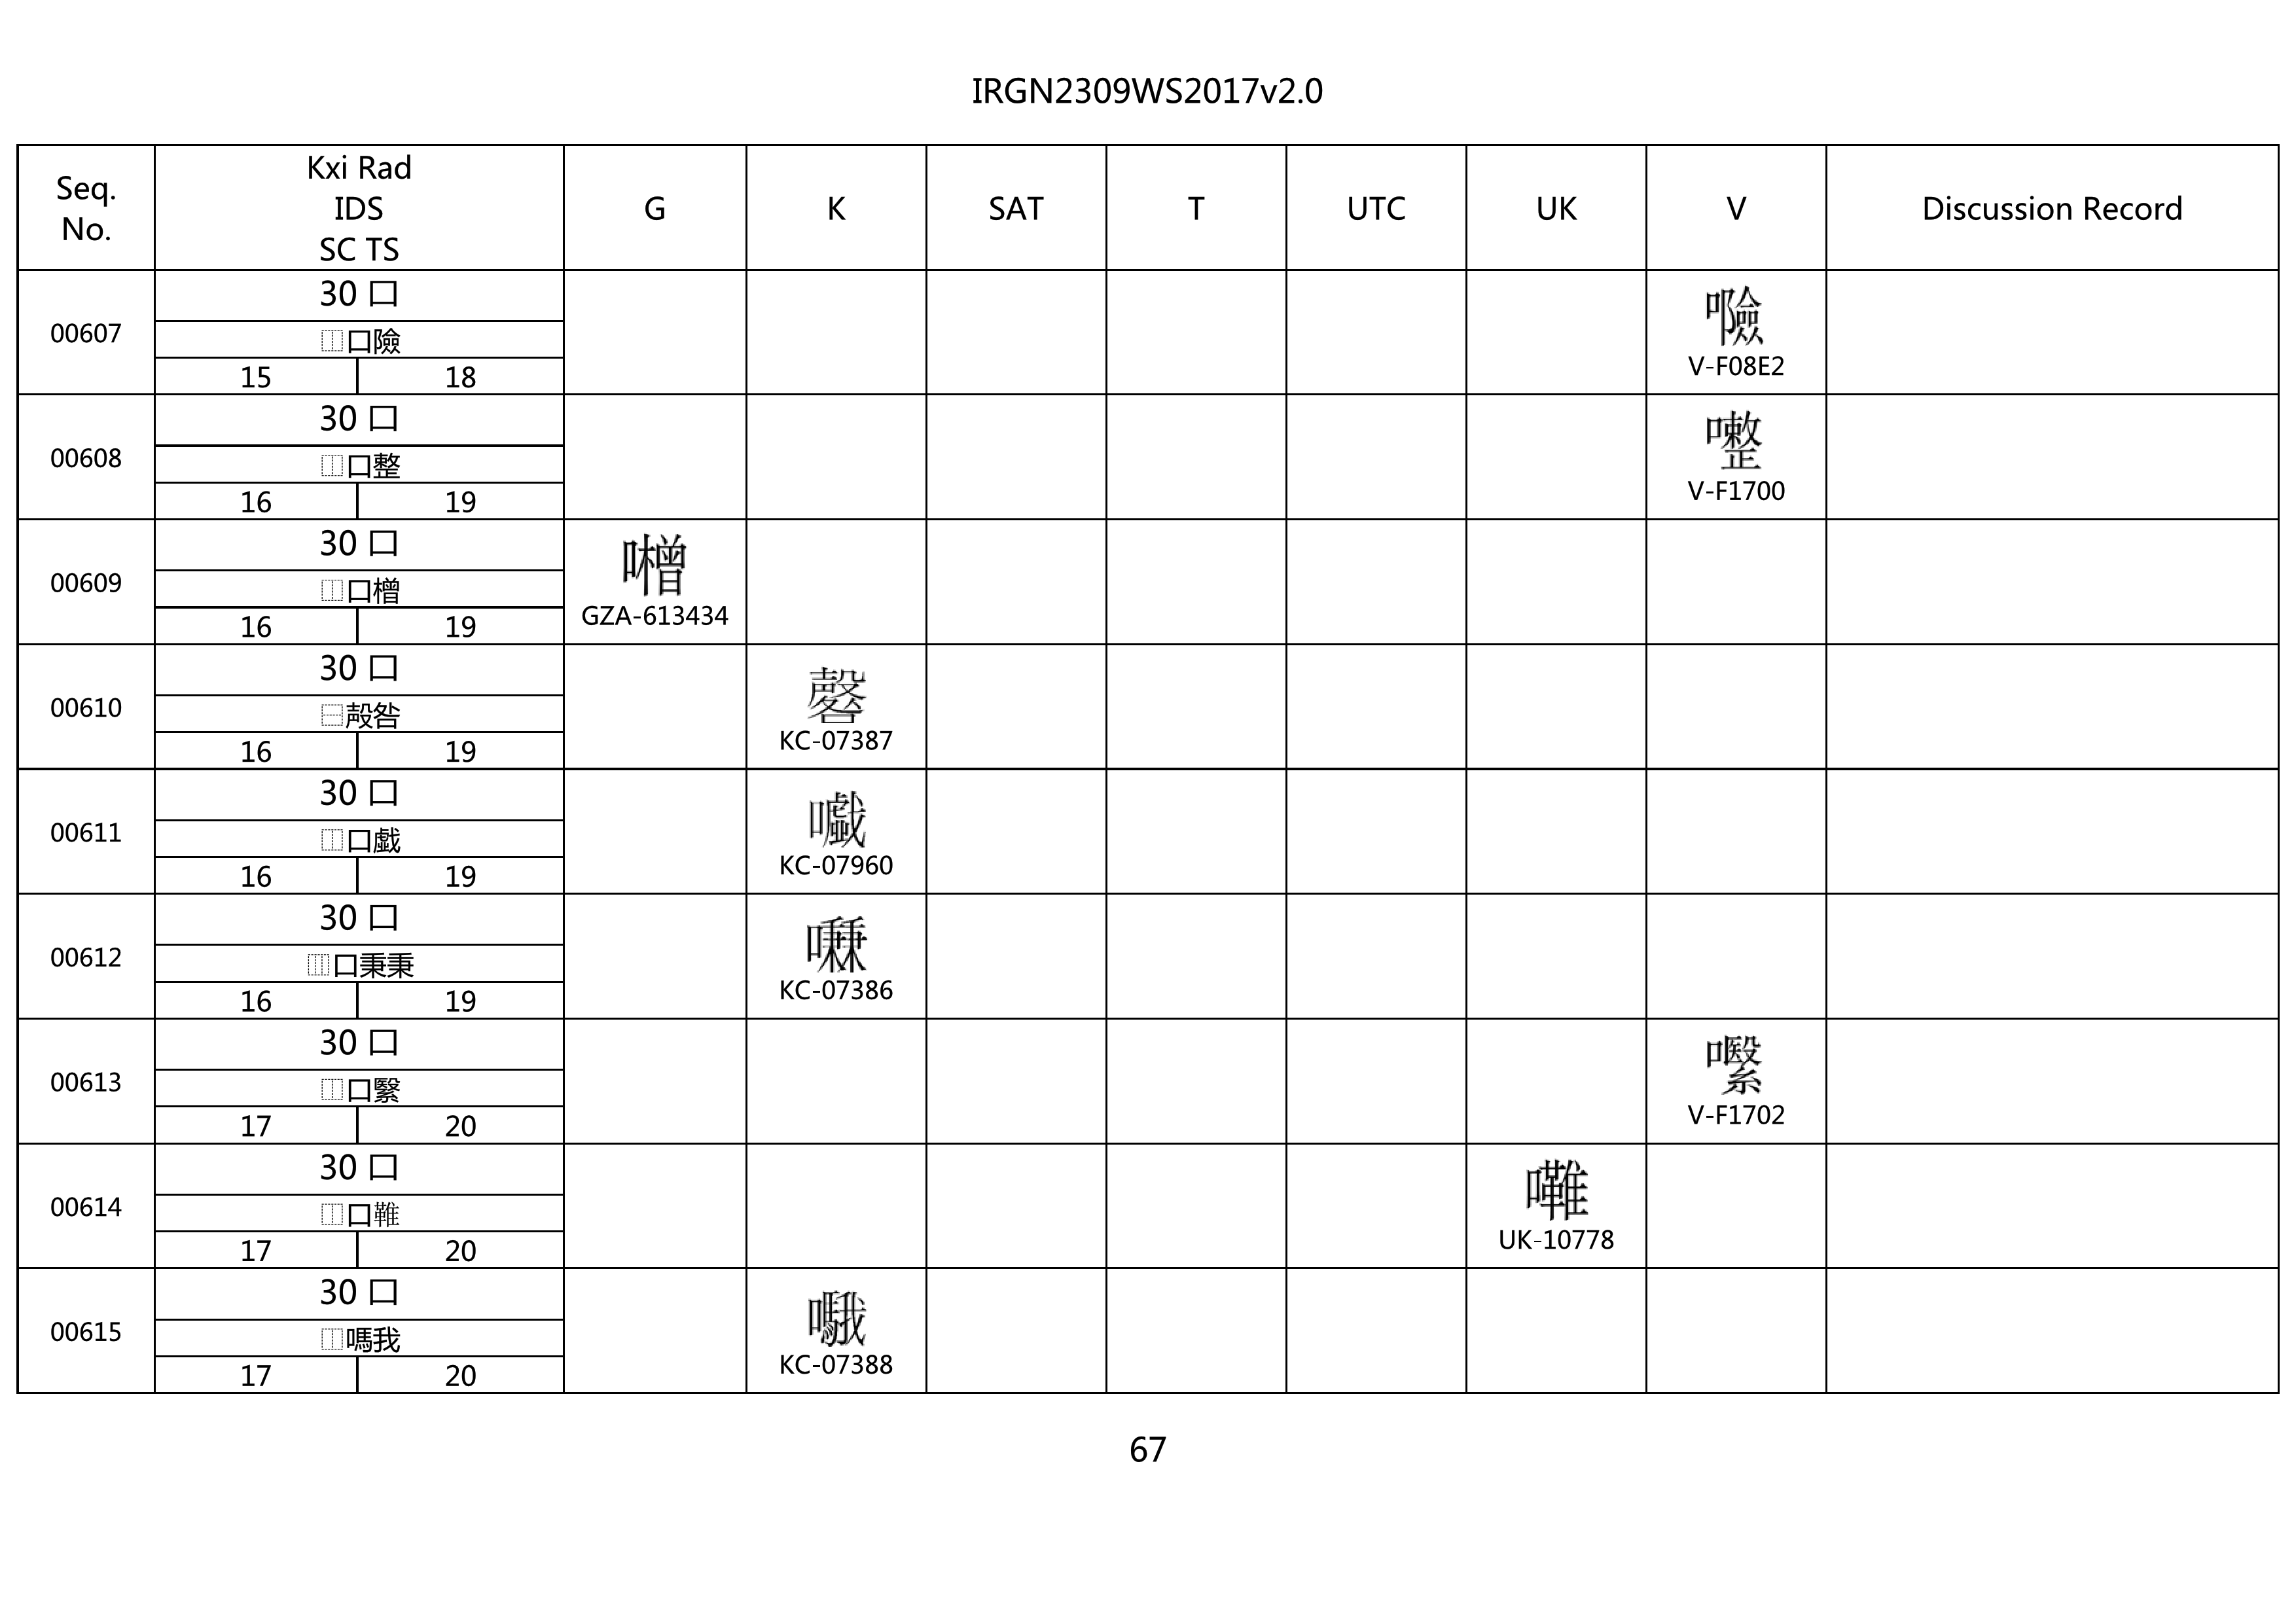 IRGN2309WS2017v2.0
Seq. No. Kxi Rad IDS SC TS G K SAT T UTC UK V Discussion Record
30 口
00607 ⿰口險 V-F08E2
15 18
30 口
00608 ⿰口整 V-F1700
16 19
30 口
00609 ⿰口橧 GZA-613434
16 19
30 口
00610 ⿱殸明 KC-07387
16 19
30 口
00611 ⿰口戱 KC-07960
16 19
30 口
00612 ⿲口秉秉 KC-07386
16 19
30 口
00613 ⿰口繄 V-F1702
17 20
30 口
00614 ⿰口 UK-10778
17 20
30 口
00615 ⿰嗎我 KC-07388
17 20
67